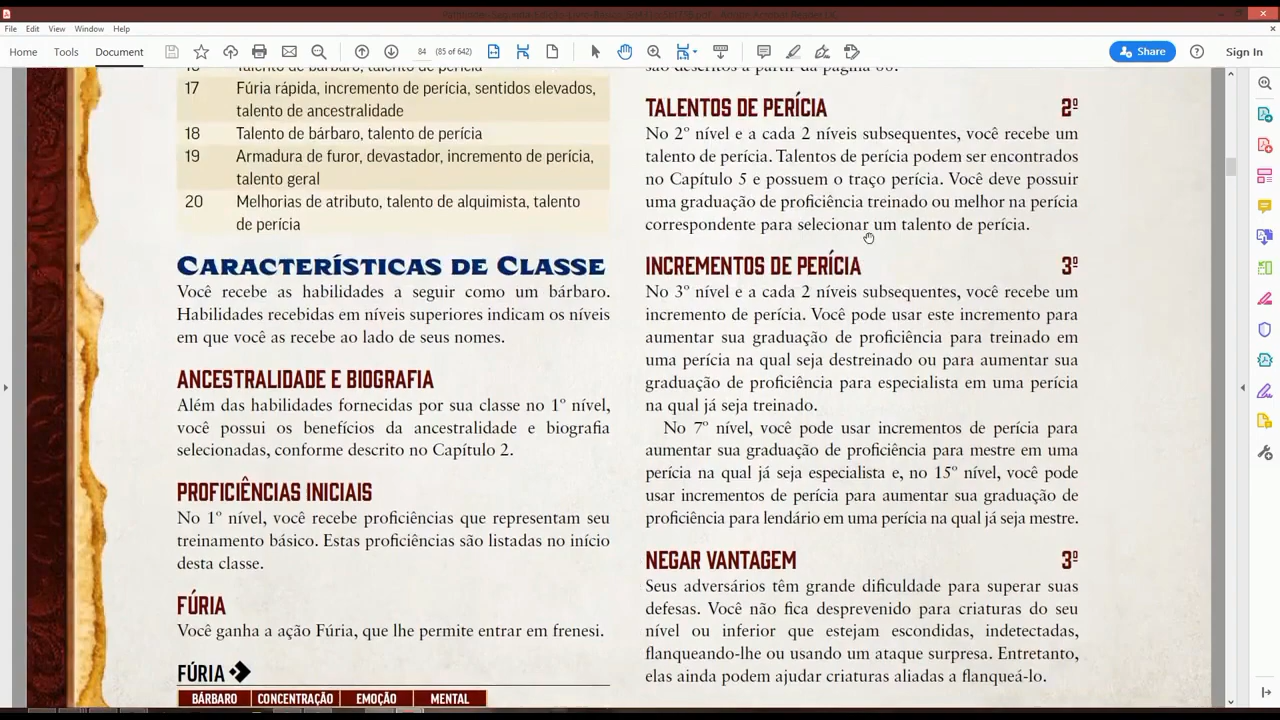 File Edit View Window Help
Home Tools Document 84 (85 of 642) Share Sign In
17 Fúria rápida, incremento de perícia, sentidos elevados,
talento de ancestralidade
18 Talento de bárbaro, talento de perícia
19 Armadura de furor, devastador, incremento de perícia,
talento geral
20 Melhorias de atributo, talento de alquimista, talento
de perícia
CARACTERÍSTICAS DE CLASSE
Você recebe as habilidades a seguir como um bárbaro.
Habilidades recebidas em níveis superiores indicam os níveis
em que você as recebe ao lado de seus nomes.
ANCESTRALIDADE E BIOGRAFIA
Além das habilidades fornecidas por sua classe no 1º nível,
você possui os benefícios da ancestralidade e biografia
selecionadas, conforme descrito no Capítulo 2.
PROFICIÊNCIAS INICIAIS
No 1º nível, você recebe proficiências que representam seu
treinamento básico. Estas proficiências são listadas no início
desta classe.
FÚRIA
Você ganha a ação Fúria, que lhe permite entrar em frenesi.
FÚRIA
BÁRBARO CONCENTRAÇÃO EMOÇÃO MENTAL
TALENTOS DE PERÍCIA 2º
No 2º nível e a cada 2 níveis subsequentes, você recebe um
talento de perícia. Talentos de perícia podem ser encontrados
no Capítulo 5 e possuem o traço perícia. Você deve possuir
uma graduação de proficiência treinado ou melhor na perícia
correspondente para selecionar um talento de perícia.
INCREMENTOS DE PERÍCIA 3º
No 3º nível e a cada 2 níveis subsequentes, você recebe um
incremento de perícia. Você pode usar este incremento para
aumentar sua graduação de proficiência para treinado em
uma perícia na qual seja destreinado ou para aumentar sua
graduação de proficiência para especialista em uma perícia
na qual já seja treinado.
No 7º nível, você pode usar incrementos de perícia para
aumentar sua graduação de proficiência para mestre em uma
perícia na qual já seja especialista e, no 15º nível, você pode
usar incrementos de perícia para aumentar sua graduação de
proficiência para lendário em uma perícia na qual já seja mestre.
NEGAR VANTAGEM 3º
Seus adversários têm grande dificuldade para superar suas
defesas. Você não fica desprevenido para criaturas do seu
nível ou inferior que estejam escondidas, indetectadas,
flanqueando-lhe ou usando um ataque surpresa. Entretanto,
elas ainda podem ajudar criaturas aliadas a flanqueá-lo.